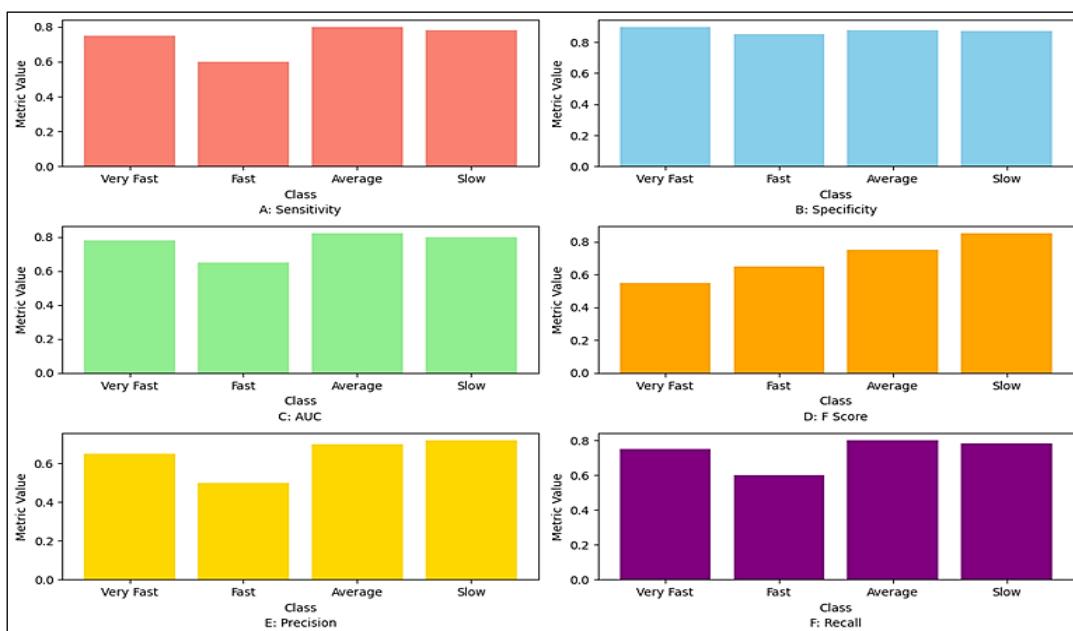 Metric Value
0.8
0.6
0.4
0.2
0.0
Very Fast Fast Average Slow
Class
A: Sensitivity
Metric Value
0.8
0.6
0.4
0.2
0.0
Very Fast Fast Average Slow
Class
B: Specificity
Metric Value
0.8
0.6
0.4
0.2
0.0
Very Fast Fast Average Slow
Class
C: AUC
Metric Value
0.8
0.6
0.4
0.2
0.0
Very Fast Fast Average Slow
Class
D: F Score
Metric Value
0.6
0.4
0.2
0.0
Very Fast Fast Average Slow
Class
E: Precision
Metric Value
0.8
0.6
0.4
0.2
0.0
Very Fast Fast Average Slow
Class
F: Recall